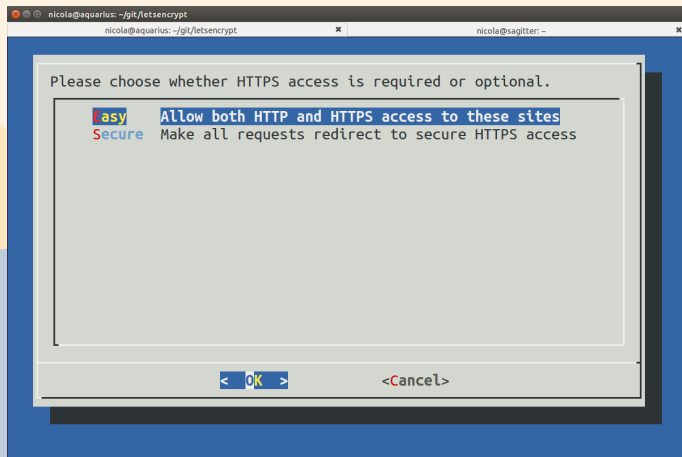 nicola@aquarius: ~/git/letsencrypt
nicola@aquarius: ~/git/letsencrypt
nicola@sagitter: ~
Please choose whether HTTPS access is required or optional.
Easy Allow both HTTP and HTTPS access to these sites
Secure Make all requests redirect to secure HTTPS access
< OK > <Cancel>